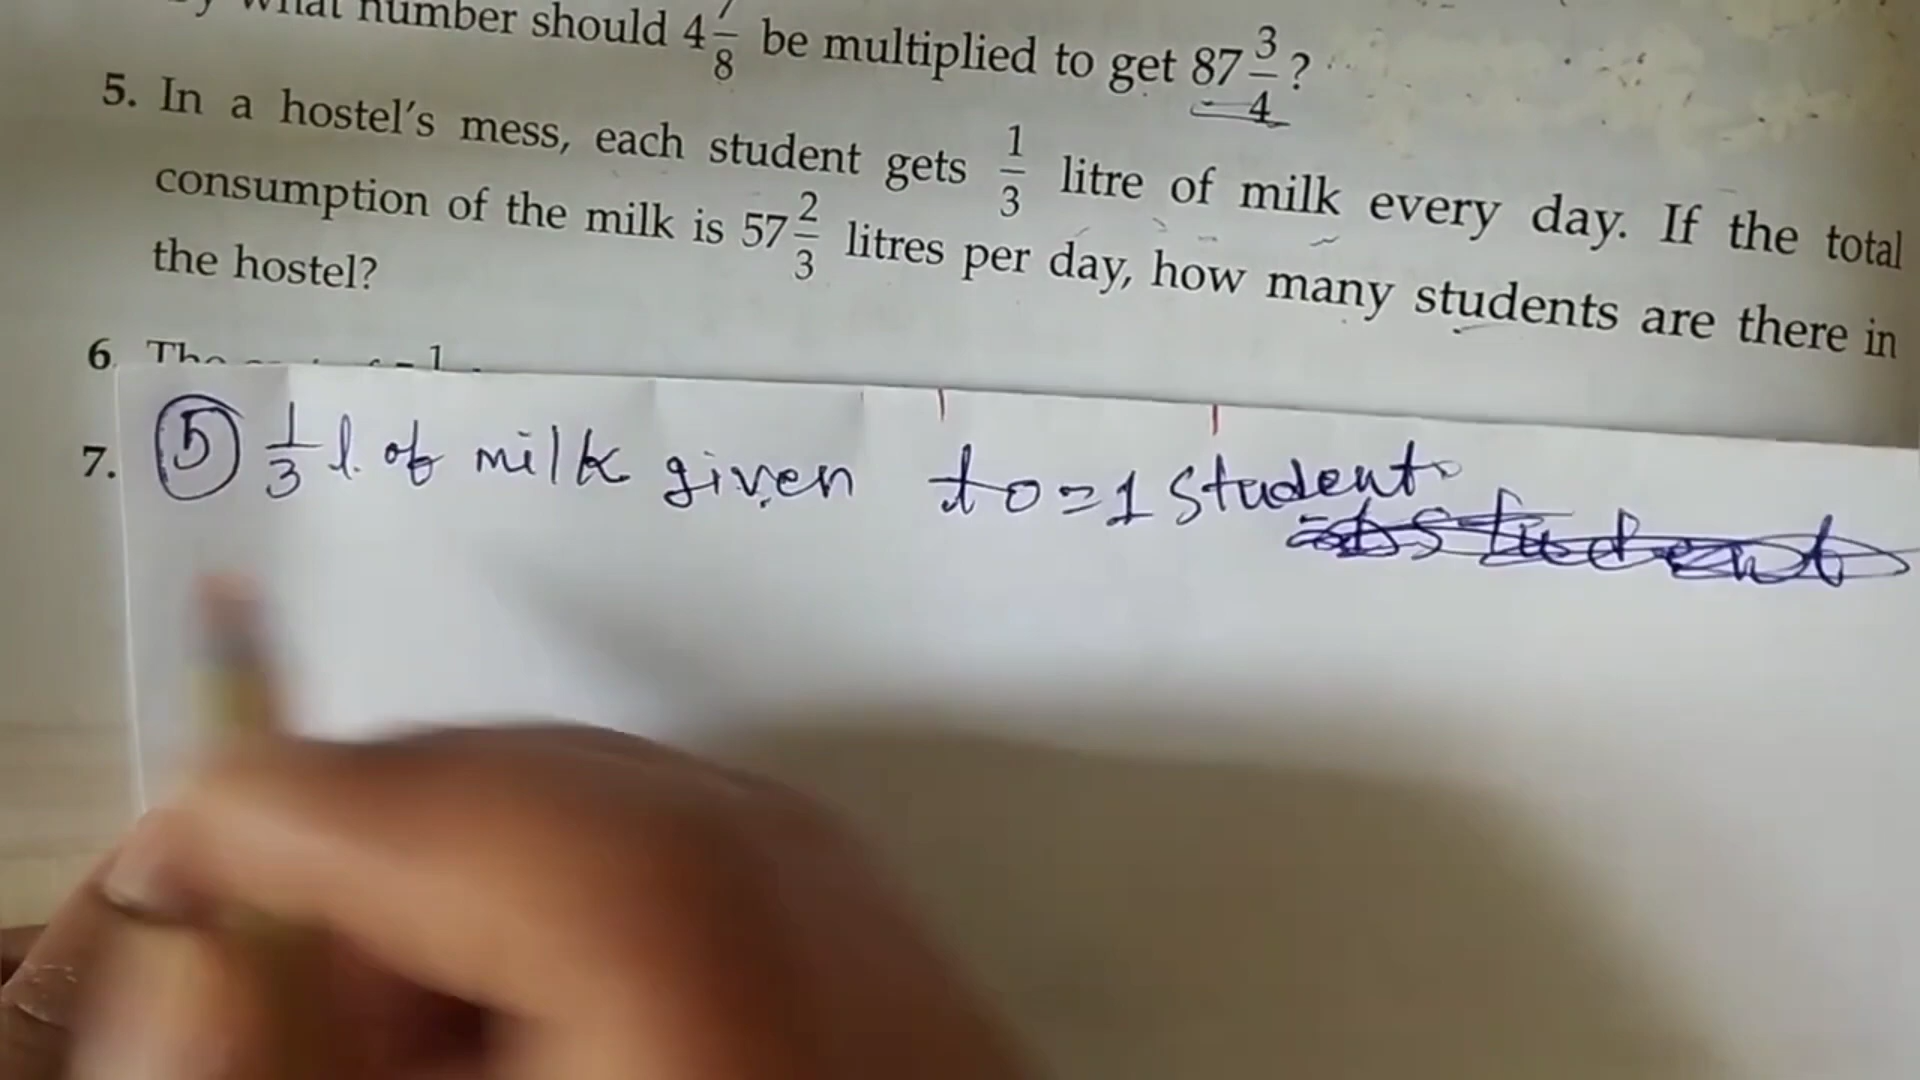 what number should 4 7/8 be multiplied to get 87 3/4 ?
5. In a hostel's mess, each student gets 1/3 litre of milk every day. If the total
consumption of the milk is 57 2/3 litres per day, how many students are there in
the hostel?
6.
7.
5 1/3 l. of milk given to = 1 student